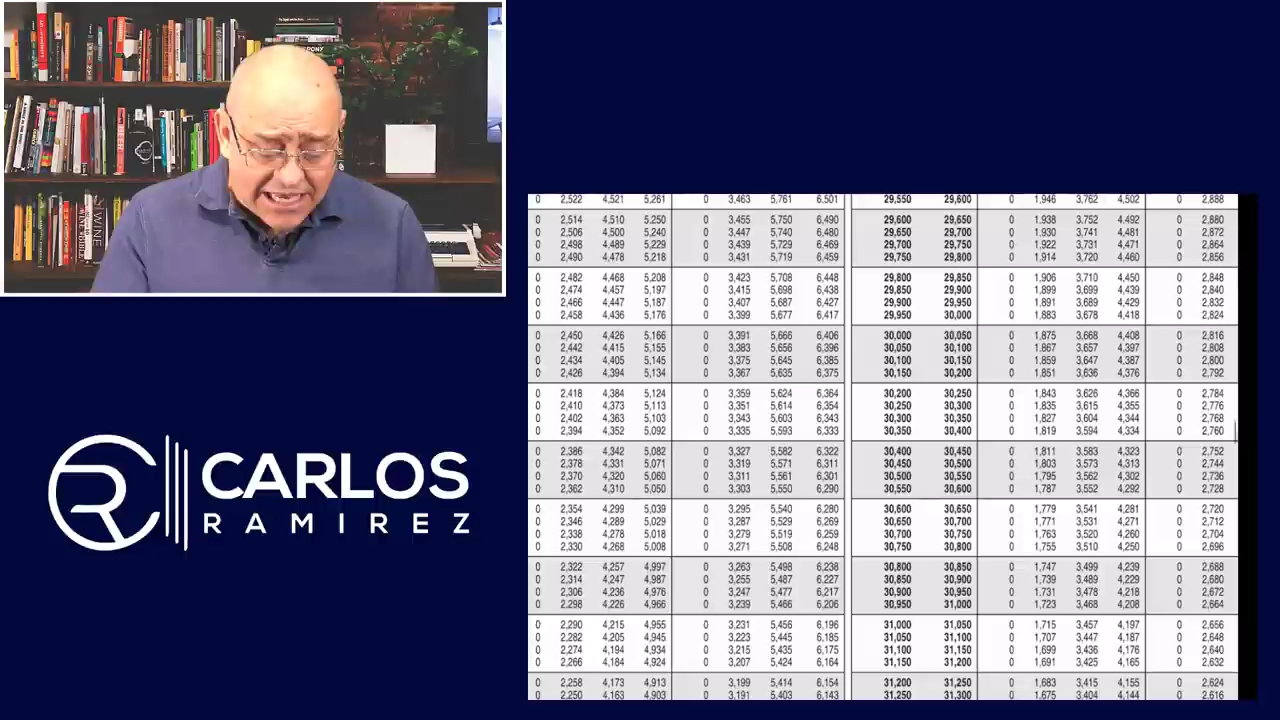 PONY
WINE
0 2,522 4,521 5,261 0 3,463 5,761 6,501 29,550 29,600 0 1,946 3,762 4,502 0 2,888
0 2,514 4,510 5,250 0 3,455 5,750 6,490 29,600 29,650 0 1,938 3,752 4,492 0 2,880
0 2,506 4,500 5,240 0 3,447 5,740 6,480 29,650 29,700 0 1,930 3,741 4,481 0 2,872
0 2,498 4,489 5,229 0 3,439 5,729 6,469 29,700 29,750 0 1,922 3,731 4,471 0 2,864
0 2,490 4,478 5,218 0 3,431 5,719 6,459 29,750 29,800 0 1,914 3,720 4,460 0 2,856
0 2,482 4,468 5,208 0 3,423 5,708 6,448 29,800 29,850 0 1,906 3,710 4,450 0 2,848
0 2,474 4,457 5,197 0 3,415 5,698 6,438 29,850 29,900 0 1,899 3,699 4,439 0 2,840
0 2,466 4,447 5,187 0 3,407 5,687 6,427 29,900 29,950 0 1,891 3,689 4,429 0 2,832
0 2,458 4,436 5,176 0 3,399 5,677 6,417 29,950 30,000 0 1,883 3,678 4,418 0 2,824
0 2,450 4,426 5,166 0 3,391 5,666 6,406 30,000 30,050 0 1,875 3,668 4,408 0 2,816
0 2,442 4,415 5,155 0 3,383 5,656 6,396 30,050 30,100 0 1,867 3,657 4,397 0 2,808
0 2,434 4,405 5,145 0 3,375 5,645 6,385 30,100 30,150 0 1,859 3,647 4,387 0 2,800
0 2,426 4,394 5,134 0 3,367 5,635 6,375 30,150 30,200 0 1,851 3,636 4,376 0 2,792
0 2,418 4,384 5,124 0 3,359 5,624 6,364 30,200 30,250 0 1,843 3,626 4,366 0 2,784
0 2,410 4,373 5,113 0 3,351 5,614 6,354 30,250 30,300 0 1,835 3,615 4,355 0 2,776
0 2,402 4,363 5,103 0 3,343 5,603 6,343 30,300 30,350 0 1,827 3,604 4,344 0 2,768
0 2,394 4,352 5,092 0 3,335 5,593 6,333 30,350 30,400 0 1,819 3,594 4,334 0 2,760
0 2,386 4,342 5,082 0 3,327 5,582 6,322 30,400 30,450 0 1,811 3,583 4,323 0 2,752
0 2,378 4,331 5,071 0 3,319 5,571 6,311 30,450 30,500 0 1,803 3,573 4,313 0 2,744
0 2,370 4,320 5,060 0 3,311 5,561 6,301 30,500 30,550 0 1,795 3,562 4,302 0 2,736
0 2,362 4,310 5,050 0 3,303 5,550 6,290 30,550 30,600 0 1,787 3,552 4,292 0 2,728
0 2,354 4,299 5,039 0 3,295 5,540 6,280 30,600 30,650 0 1,779 3,541 4,281 0 2,720
0 2,346 4,289 5,029 0 3,287 5,529 6,269 30,650 30,700 0 1,771 3,531 4,271 0 2,712
0 2,338 4,278 5,018 0 3,279 5,519 6,259 30,700 30,750 0 1,763 3,520 4,260 0 2,704
0 2,330 4,268 5,008 0 3,271 5,508 6,248 30,750 30,800 0 1,755 3,510 4,250 0 2,696
0 2,322 4,257 4,997 0 3,263 5,498 6,238 30,800 30,850 0 1,747 3,499 4,239 0 2,688
0 2,314 4,247 4,987 0 3,255 5,487 6,227 30,850 30,900 0 1,739 3,489 4,229 0 2,680
0 2,306 4,236 4,976 0 3,247 5,477 6,217 30,900 30,950 0 1,731 3,478 4,218 0 2,672
0 2,298 4,226 4,966 0 3,239 5,466 6,206 30,950 31,000 0 1,723 3,468 4,208 0 2,664
0 2,290 4,215 4,955 0 3,231 5,456 6,196 31,000 31,050 0 1,715 3,457 4,197 0 2,656
0 2,282 4,205 4,945 0 3,223 5,445 6,185 31,050 31,100 0 1,707 3,447 4,187 0 2,648
0 2,274 4,194 4,934 0 3,215 5,435 6,175 31,100 31,150 0 1,699 3,436 4,176 0 2,640
0 2,266 4,184 4,924 0 3,207 5,424 6,164 31,150 31,200 0 1,691 3,425 4,165 0 2,632
0 2,258 4,173 4,913 0 3,199 5,414 6,154 31,200 31,250 0 1,683 3,415 4,155 0 2,624
0 2,250 4,163 4,903 0 3,191 5,403 6,143 31,250 31,300 0 1,675 3,404 4,144 0 2,616
CARLOS
RAMIREZ